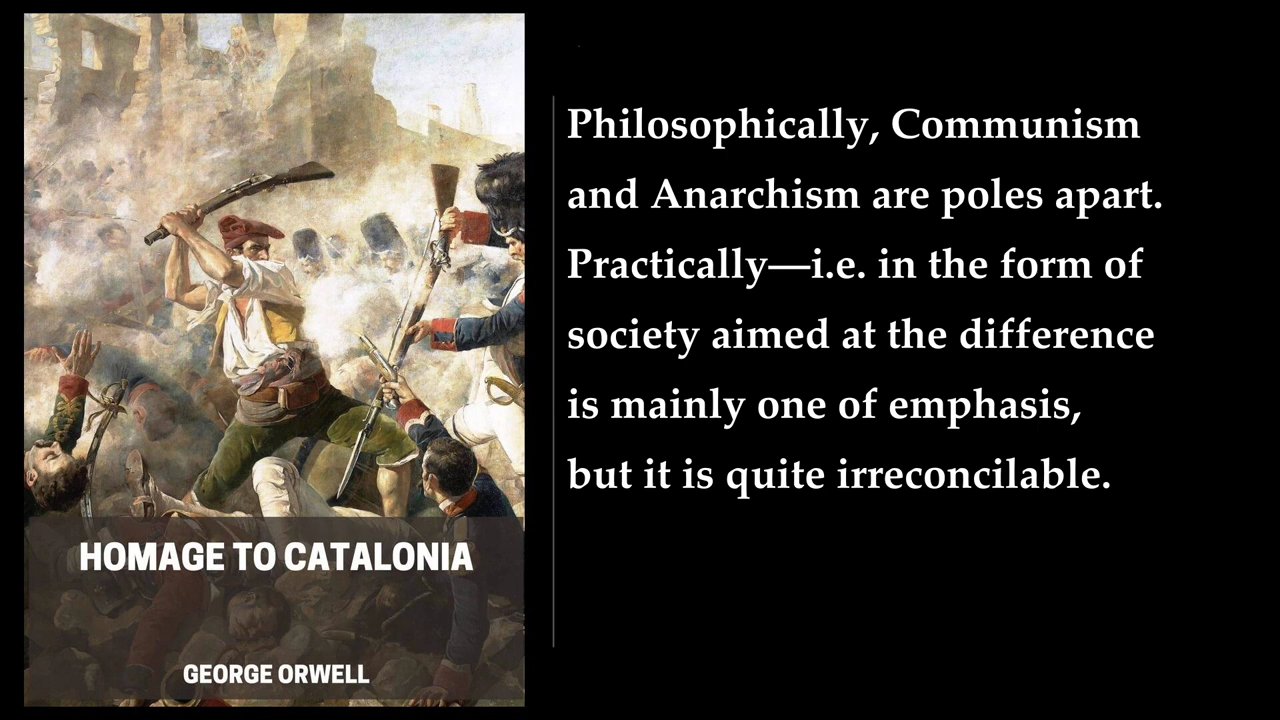 HOMAGE TO CATALONIA
GEORGE ORWELL
Philosophically, Communism
and Anarchism are poles apart.
Practically—i.e. in the form of
society aimed at the difference
is mainly one of emphasis,
but it is quite irreconcilable.